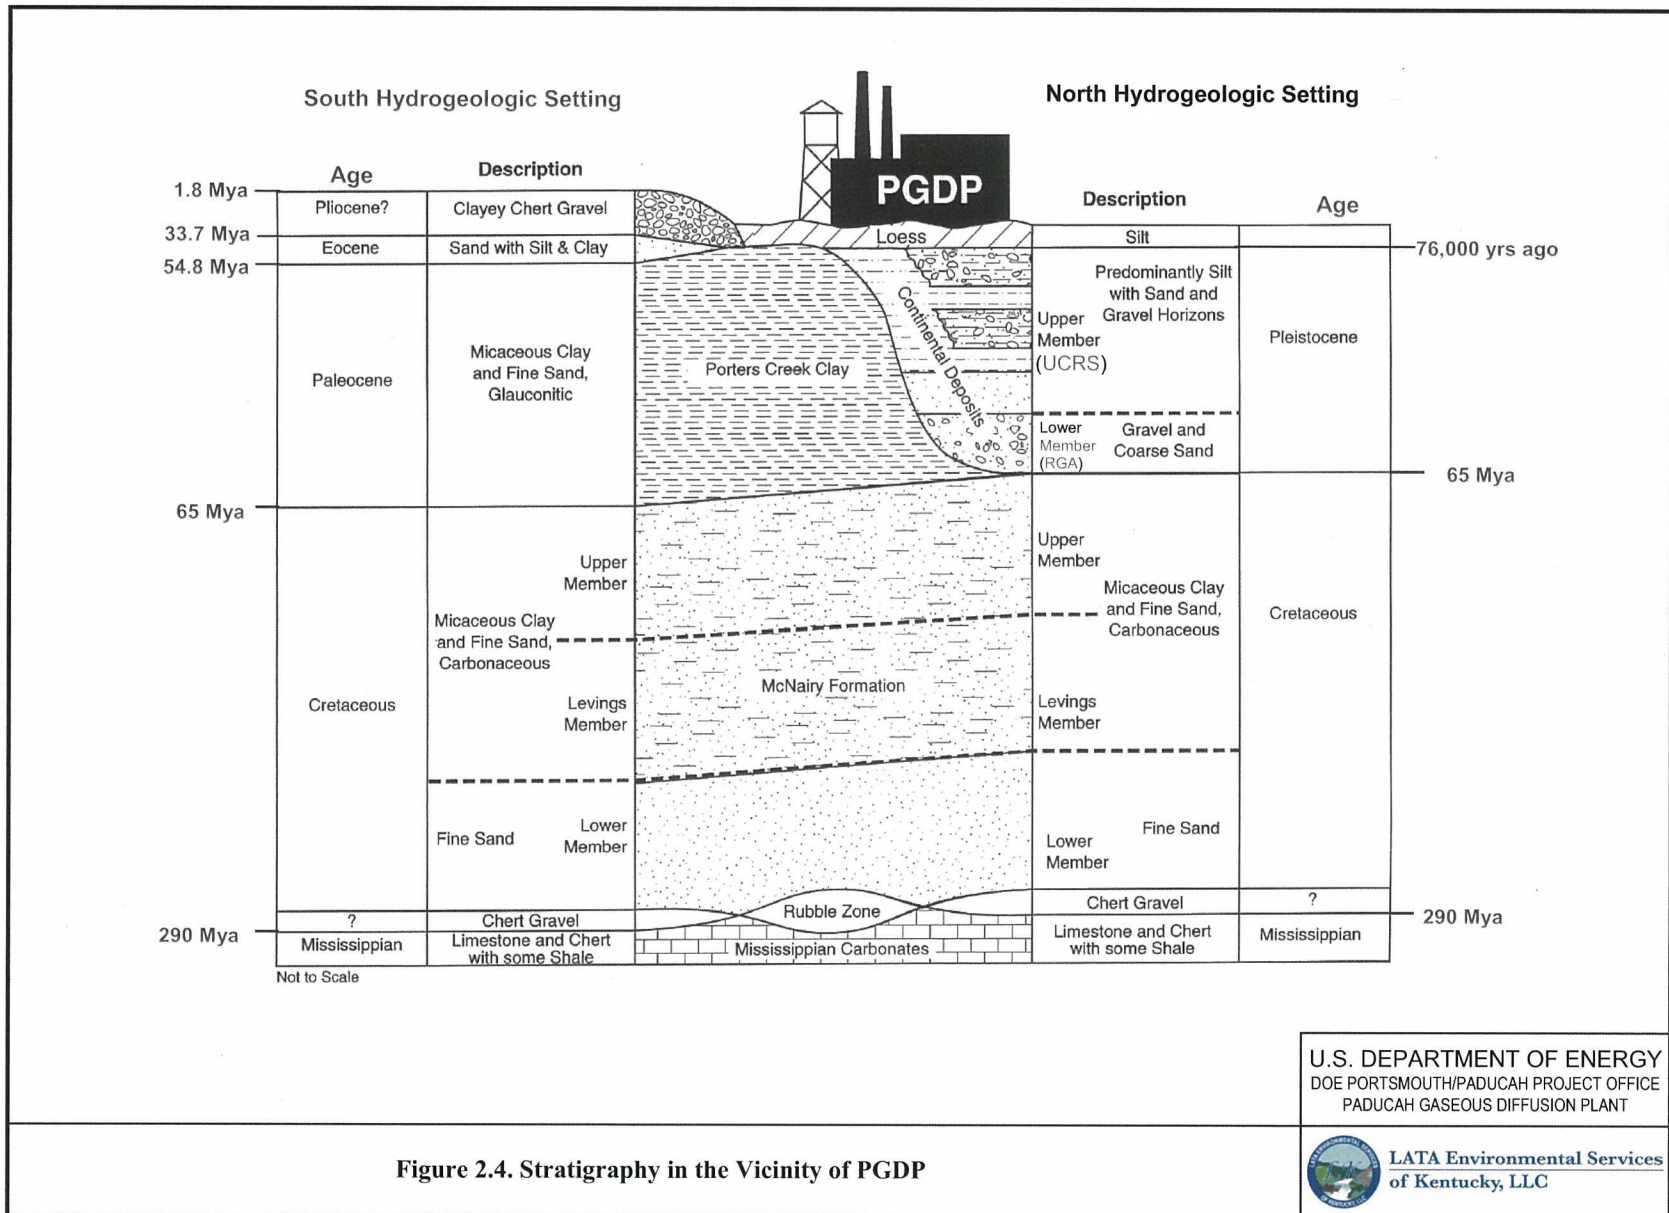 South Hydrogeologic Setting
North Hydrogeologic Setting
PGDP
Age
Description
Description
Age
1.8 Mya
Pliocene?
Clayey Chert Gravel
33.7 Mya
Eocene
Sand with Silt & Clay
54.8 Mya
Paleocene
Micaceous Clay
and Fine Sand,
Glauconitic
65 Mya
Cretaceous
Upper
Member
Micaceous Clay
and Fine Sand,
Carbonaceous
Levings
Member
Fine Sand
Lower
Member
?
Chert Gravel
290 Mya
Mississippian
Limestone and Chert
with some Shale
Not to Scale
Loess
Porters Creek Clay
Continental Deposits
McNairy Formation
Rubble Zone
Mississippian Carbonates
Silt
76,000 yrs ago
Predominantly Silt
with Sand and
Gravel Horizons
Upper
Member
(UCRS)
Pleistocene
Lower
Member
(RGA)
Gravel and
Coarse Sand
65 Mya
Upper
Member
Micaceous Clay
and Fine Sand,
Carbonaceous
Cretaceous
Levings
Member
Fine Sand
Lower
Member
Chert Gravel
?
290 Mya
Limestone and Chert
with some Shale
Mississippian
U.S. DEPARTMENT OF ENERGY
DOE PORTSMOUTH/PADUCAH PROJECT OFFICE
PADUCAH GASEOUS DIFFUSION PLANT
Figure 2.4. Stratigraphy in the Vicinity of PGDP
LATA Environmental Services
of Kentucky, LLC